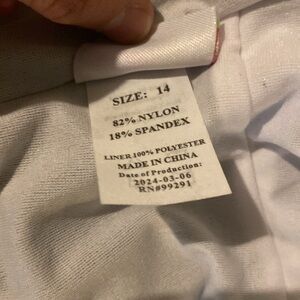 SIZE: 14
82% NYLON
18% SPANDEX
LINER 100% POLYESTER
MADE IN CHINA
Date of Production:
2024-03-06
RN#99291